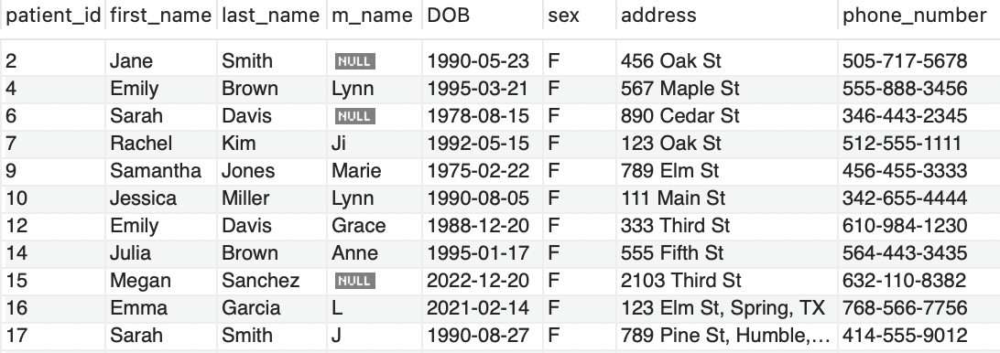 patient_id first_name last_name m_name DOB sex address phone_number
2 Jane Smith NULL 1990-05-23 F 456 Oak St 505-717-5678
4 Emily Brown Lynn 1995-03-21 F 567 Maple St 555-888-3456
6 Sarah Davis NULL 1978-08-15 F 890 Cedar St 346-443-2345
7 Rachel Kim Ji 1992-05-15 F 123 Oak St 512-555-1111
9 Samantha Jones Marie 1975-02-22 F 789 Elm St 456-455-3333
10 Jessica Miller Lynn 1990-08-05 F 111 Main St 342-655-4444
12 Emily Davis Grace 1988-12-20 F 333 Third St 610-984-1230
14 Julia Brown Anne 1995-01-17 F 555 Fifth St 564-443-3435
15 Megan Sanchez NULL 2022-12-20 F 2103 Third St 632-110-8382
16 Emma Garcia L 2021-02-14 F 123 Elm St, Spring, TX 768-566-7756
17 Sarah Smith J 1990-08-27 F 789 Pine St, Humble,... 414-555-9012